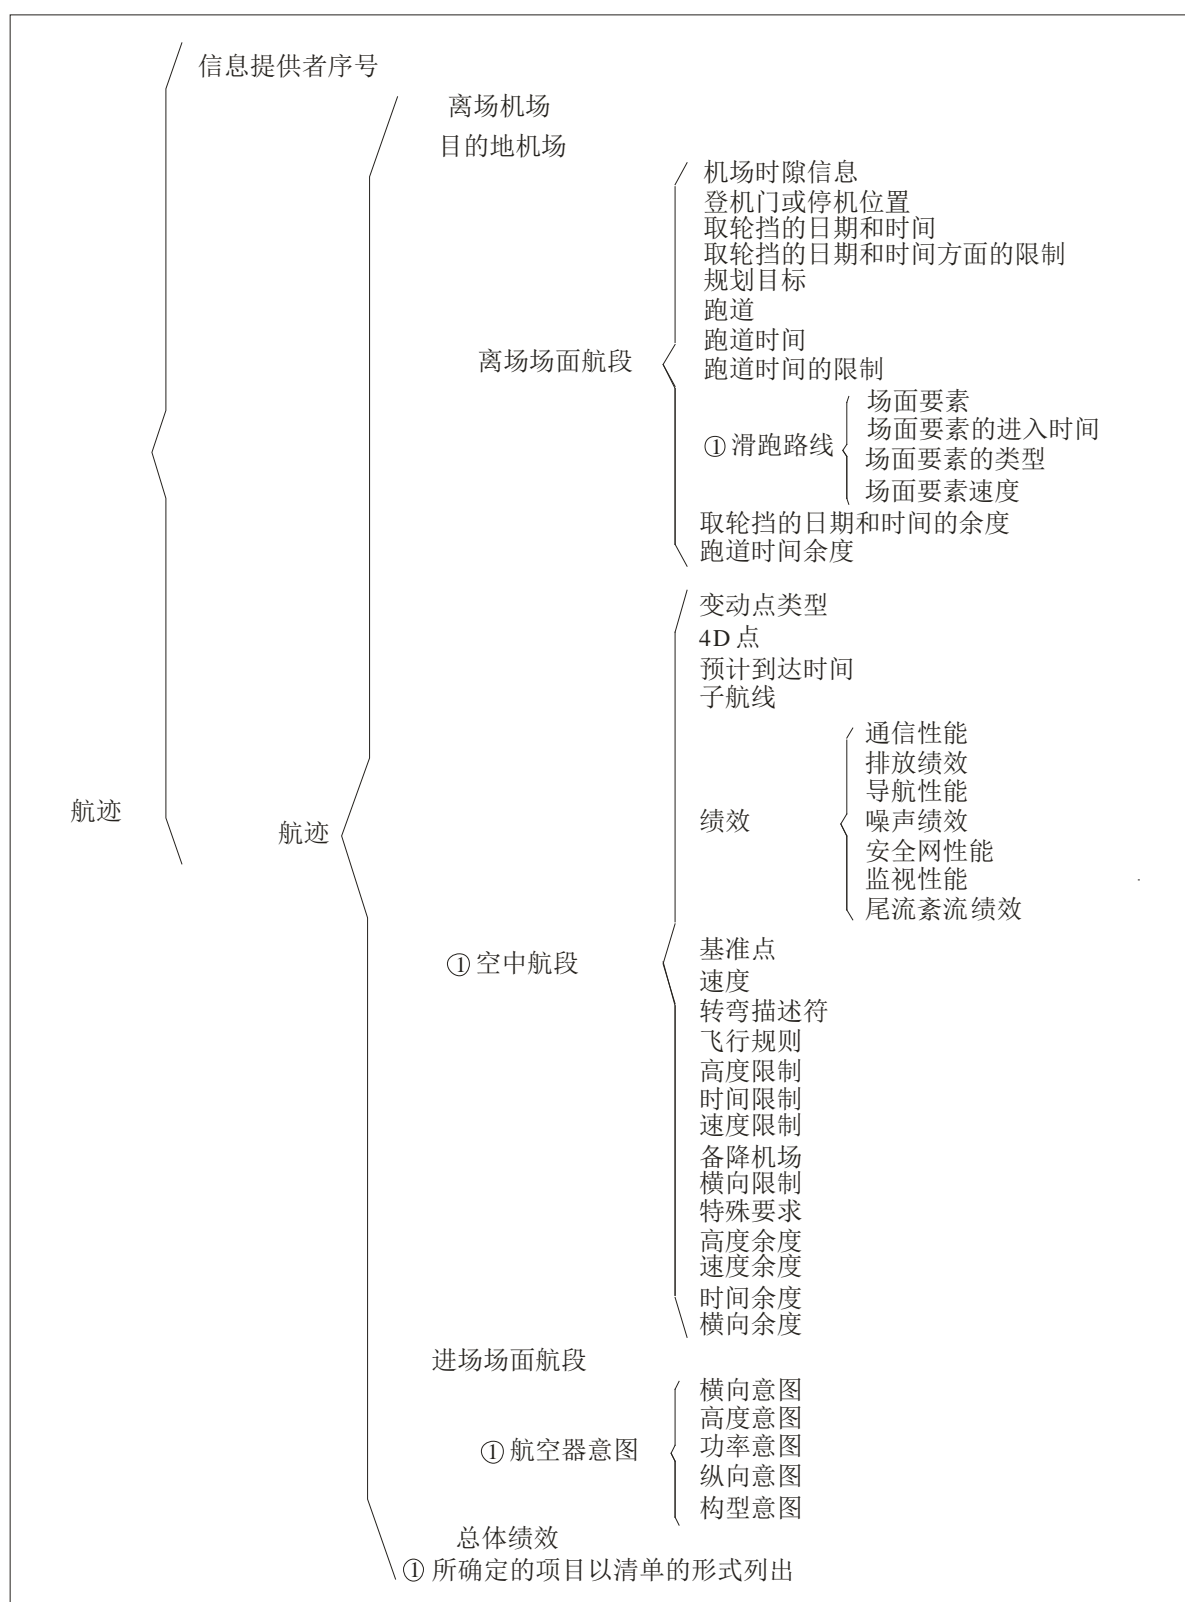 信息提供者序号
离场机场
目的地机场
机场时隙信息
登机门或停机位置
取轮挡的日期和时间
取轮挡的日期和时间方面的限制
规划目标
跑道
跑道时间
离场场面航段
跑道时间的限制
场面要素
场面要素的进入时间
①滑跑路线
场面要素的类型
场面要素速度
取轮挡的日期和时间的余度
跑道时间余度
变动点类型
4D点
预计到达时间
子航线
通信性能
排放绩效
导航性能
航迹
航迹
绩效
噪声绩效
安全网性能
监视性能
尾流紊流绩效
基准点
①空中航段
速度
转弯描述符
飞行规则
高度限制
时间限制
速度限制
备降机场
横向限制
特殊要求
高度余度
速度余度
时间余度
横向余度
进场场面航段
横向意图
高度意图
①航空器意图
功率意图
纵向意图
构型意图
总体绩效
①所确定的项目以清单的形式列出